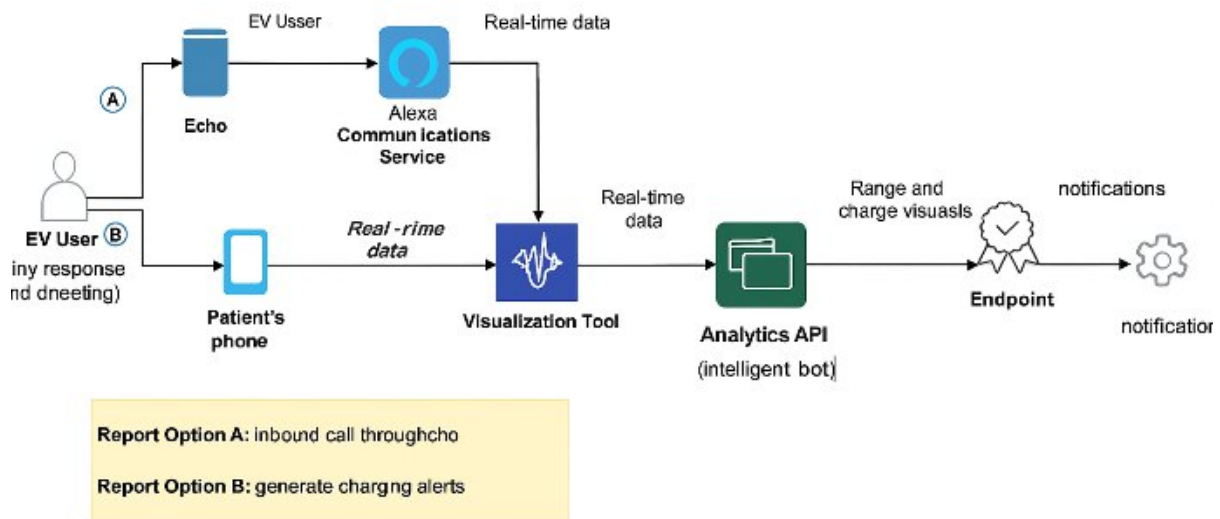 EV Usser
Real-time data
A
Echo
Alexa
Commun ications
Service
EV User
B
iny response
nd dneeting)
Real -rime
data
Patient's
phone
Visualization Tool
Real-time
data
Analytics API
(intelligent bot)
Range and
charge visuasls
Endpoint
notifications
notification
Report Option A: inbound call throughcho
Report Option B: generate chargng alerts